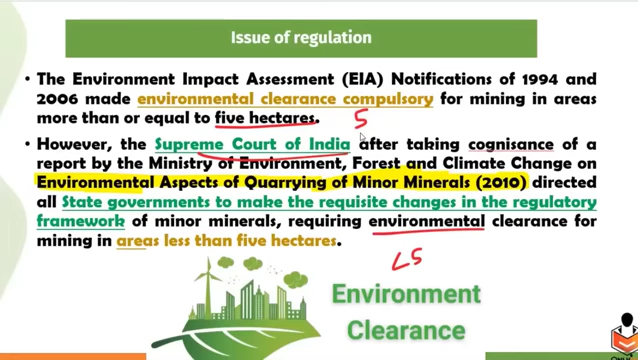 Issue of regulation
• The Environment Impact Assessment (EIA) Notifications of 1994 and
2006 made environmental clearance compulsory for mining in areas
more than or equal to five hectares.
5
• However, the Supreme Court of India after taking cognisance of a
report by the Ministry of Environment, Forest and Climate Change on
Environmental Aspects of Quarrying of Minor Minerals (2010) directed
all State governments to make the requisite changes in the regulatory
framework of minor minerals, requiring environmental clearance for
mining in areas less than five hectares.
<5
Environment
Clearance